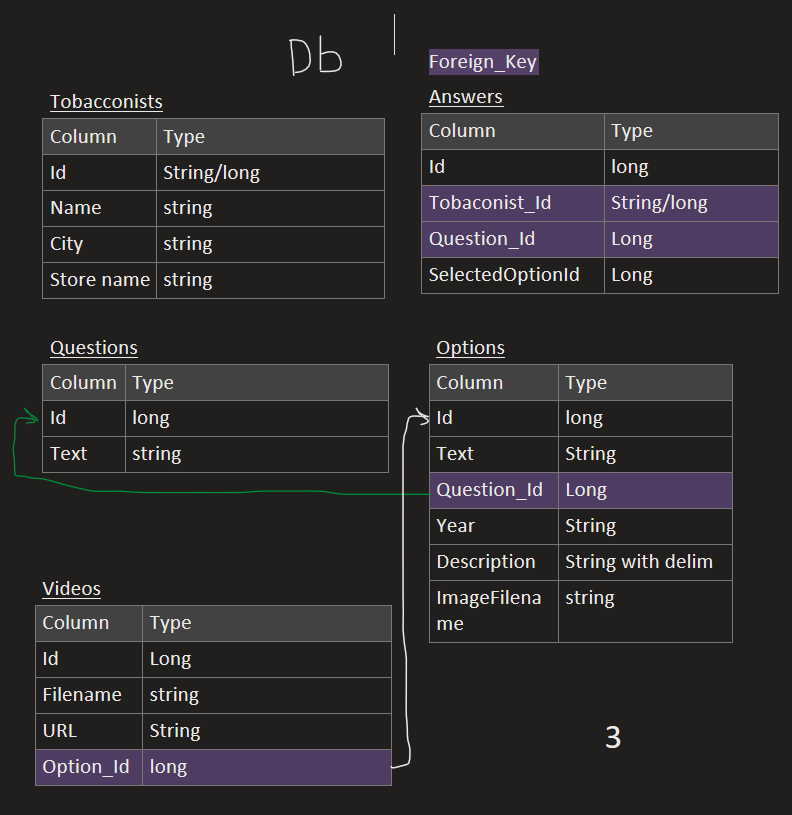 Db
Foreign_Key
Tobacconists
Column Type
Id String/long
Name string
City string
Store name string
Answers
Column Type
Id long
Tobaconist_Id String/long
Question_Id Long
SelectedOptionId Long
Questions
Column Type
Id long
Text string
Options
Column Type
Id long
Text String
Question_Id Long
Year String
Description String with delim
ImageFilena string
me
Videos
Column Type
Id Long
Filename string
URL String
Option_Id long
3